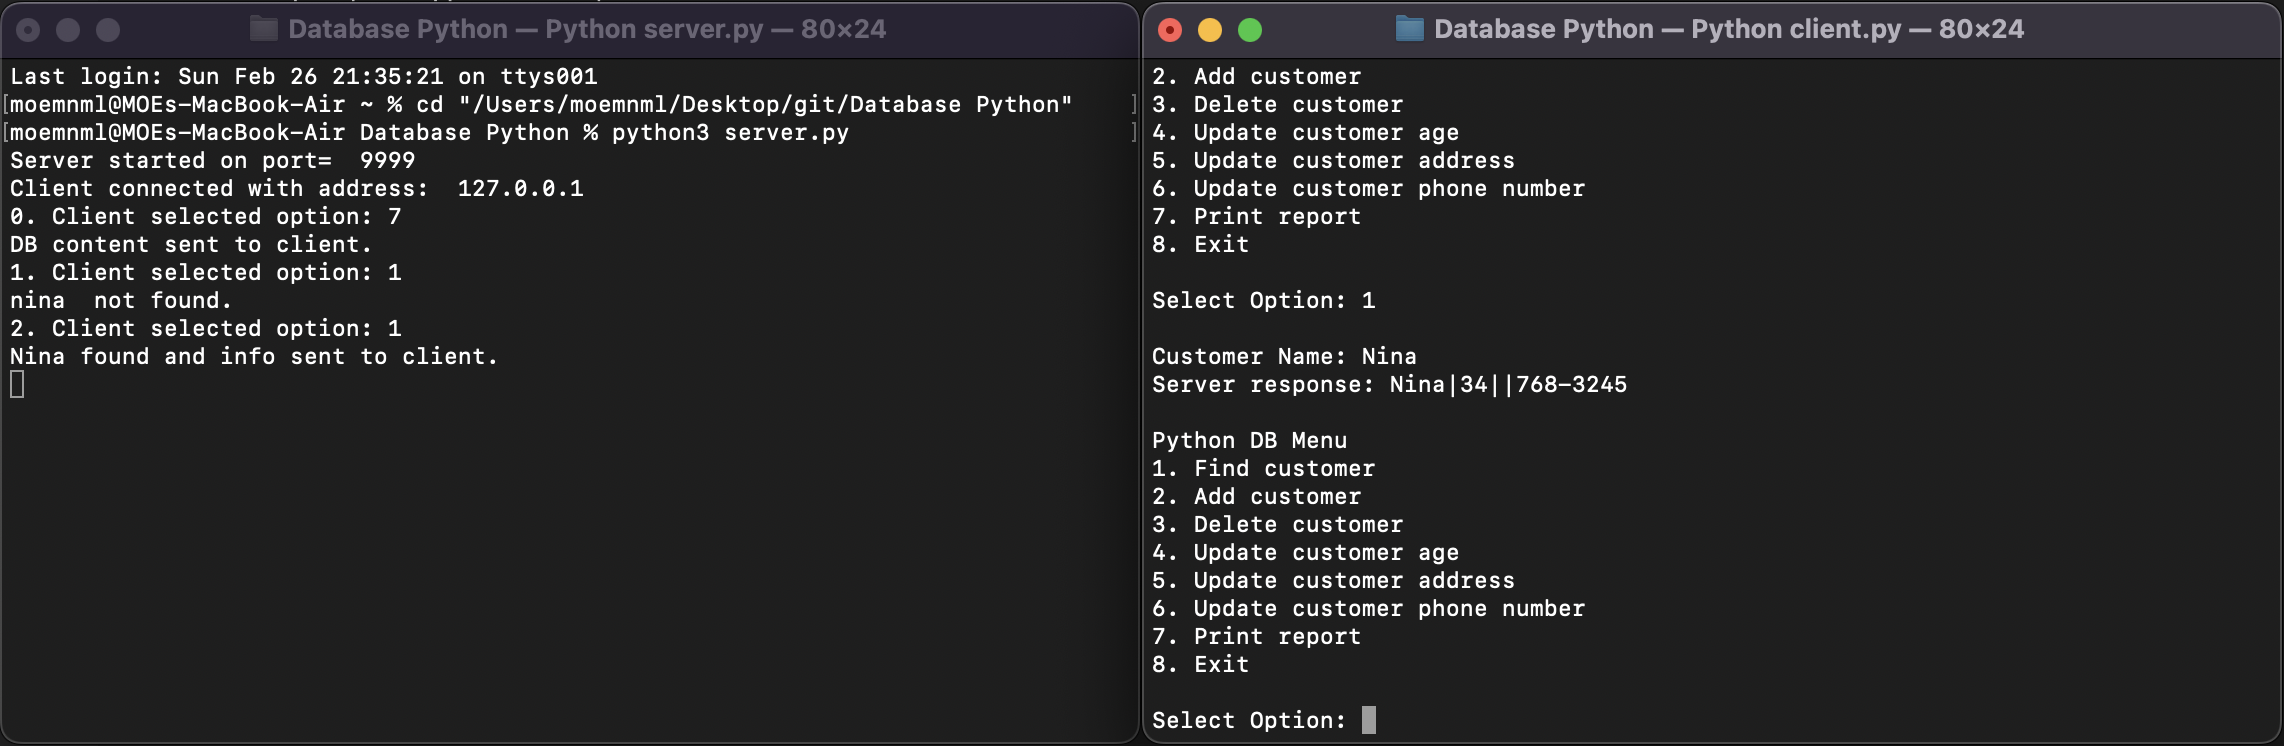 Database Python — Python server.py — 80×24
Last login: Sun Feb 26 21:35:21 on ttys001
[moemnml@MOEs-MacBook-Air ~ % cd "/Users/moemnml/Desktop/git/Database Python" ]
[moemnml@MOEs-MacBook-Air Database Python % python3 server.py ]
Server started on port=  9999
Client connected with address:  127.0.0.1
0. Client selected option: 7
DB content sent to client.
1. Client selected option: 1
nina  not found.
2. Client selected option: 1
Nina found and info sent to client.
Database Python — Python client.py — 80×24
2. Add customer
3. Delete customer
4. Update customer age
5. Update customer address
6. Update customer phone number
7. Print report
8. Exit
Select Option: 1
Customer Name: Nina
Server response: Nina|34||768-3245
Python DB Menu
1. Find customer
2. Add customer
3. Delete customer
4. Update customer age
5. Update customer address
6. Update customer phone number
7. Print report
8. Exit
Select Option: